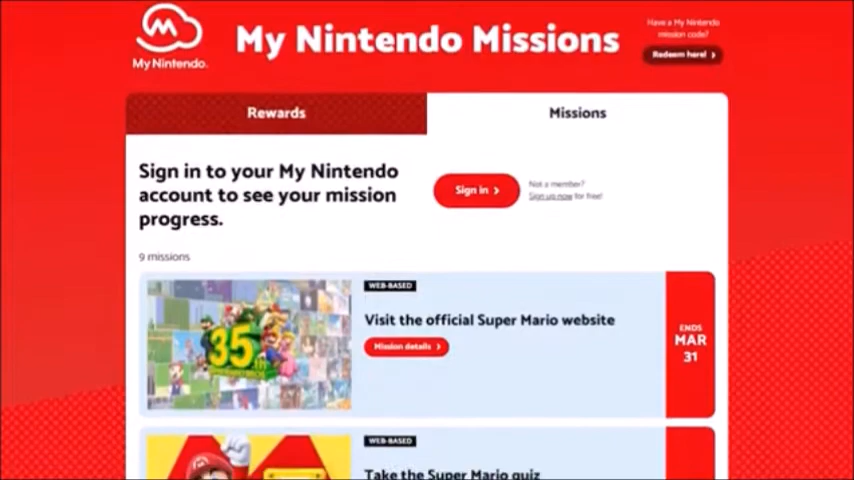 My Nintendo.
My Nintendo Missions
Have a My Nintendo
mission code?
Redeem here!
Rewards
Missions
Sign in to your My Nintendo
account to see your mission
progress.
Sign in
Not a member?
Sign up now for free!
9 missions
WEB-BASED
Visit the official Super Mario website
Mission details
35th
ENDS
MAR
31
WEB-BASED
Take the Super Mario quiz